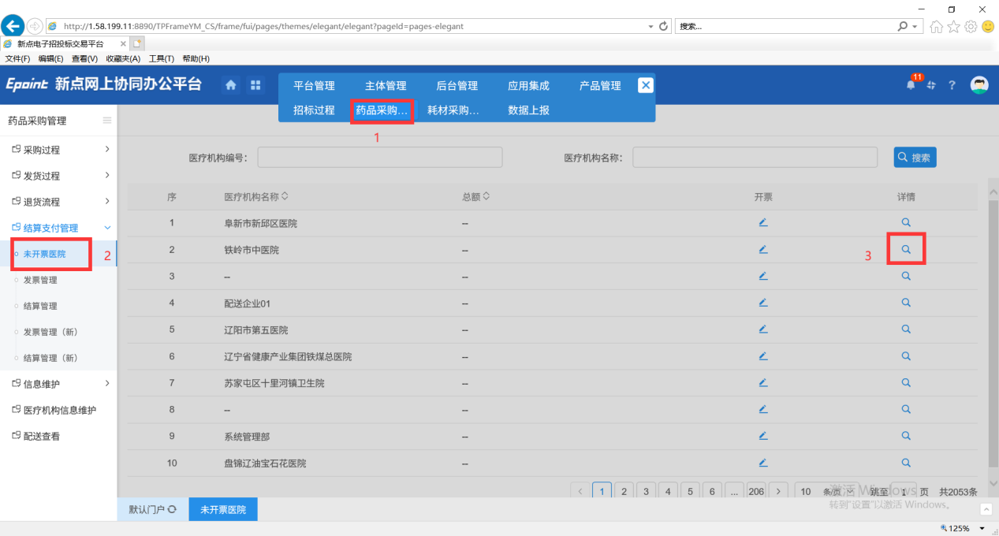 http://1.58.199.11:8890/TPFrameYM_CS/frame/fui/pages/themes/elegant/elegant?pageId=pages-elegant 搜索...
新点电子招投标交易平台
文件(F) 编辑(E) 查看(V) 收藏夹(A) 工具(T) 帮助(H)
Epoint 新点网上协同办公平台
平台管理 主体管理 后台管理 应用集成 产品管理
招标过程 药品采购... 耗材采购... 数据上报
11
?
1
药品采购管理
采购过程
发货过程
退货流程
结算支付管理
未开票医院
2
发票管理
结算管理
发票管理（新）
结算管理（新）
信息维护
医疗机构信息维护
配送查看
医疗机构编号: 医疗机构名称: 搜索
序 医疗机构名称 总额 开票 详情
1 阜新市新邱区医院 --
2 铁岭市中医院 -- 3
3 -- --
4 配送企业01 --
5 辽阳市第五医院 --
6 辽宁省健康产业集团铁煤总医院 --
7 苏家屯区十里河镇卫生院 --
8 -- --
9 系统管理部 --
10 盘锦辽油宝石花医院 --
1 2 3 4 5 6 ... 206 10 条/页 跳至 1 页 共2053条
激活 Windows
转到"设置"以激活 Windows。
默认门户 未开票医院
125%